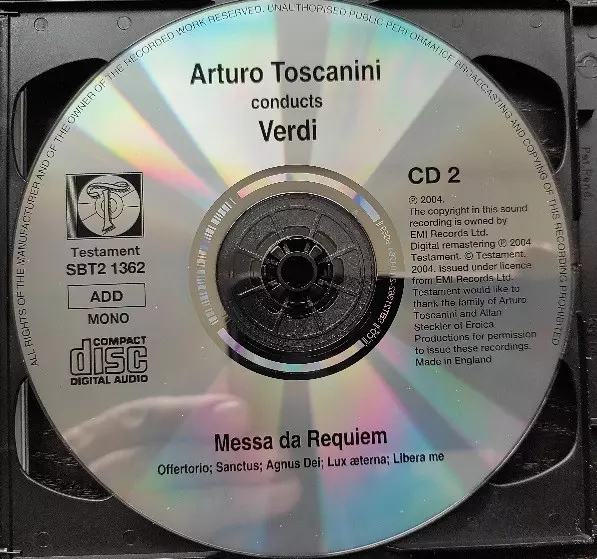 ALL RIGHTS OF THE MANUFACTURER AND OF THE OWNER OF THE RECORDED WORK RESERVED. UNAUTHORISED PUBLIC PERFORMANCE BROADCASTING AND COPYING OF THIS RECORDING PROHIBITED
Arturo Toscanini
conducts
Verdi
T
Testament
SBT2 1362
ADD
MONO
COMPACT
disc
DIGITAL AUDIO
CD 2
℗ 2004.
The copyright in this sound
recording is owned by
EMI Records Ltd.
Digital remastering ℗ 2004
Testament. © Testament,
2004. Issued under licence
from EMI Records Ltd.
Testament would like to
thank the family of Arturo
Toscanini and Allan
Steckler of Eroica
Productions for permission
to issue these recordings.
Made in England
Messa da Requiem
Offertorio; Sanctus; Agnus Dei; Lux æterna; Libera me